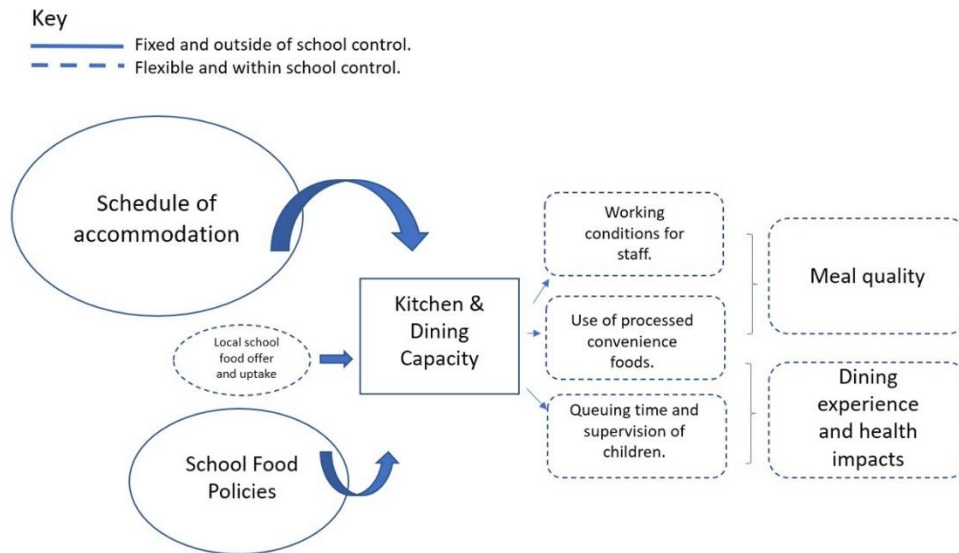 Key
Fixed and outside of school control.
Flexible and within school control.
Schedule of
accommodation
Local school
food offer
and uptake
School Food
Policies
Kitchen &
Dining
Capacity
Working
conditions for
staff.
Use of processed
convenience
foods.
Queuing time and
supervision of
children.
Meal quality
Dining
experience
and health
impacts